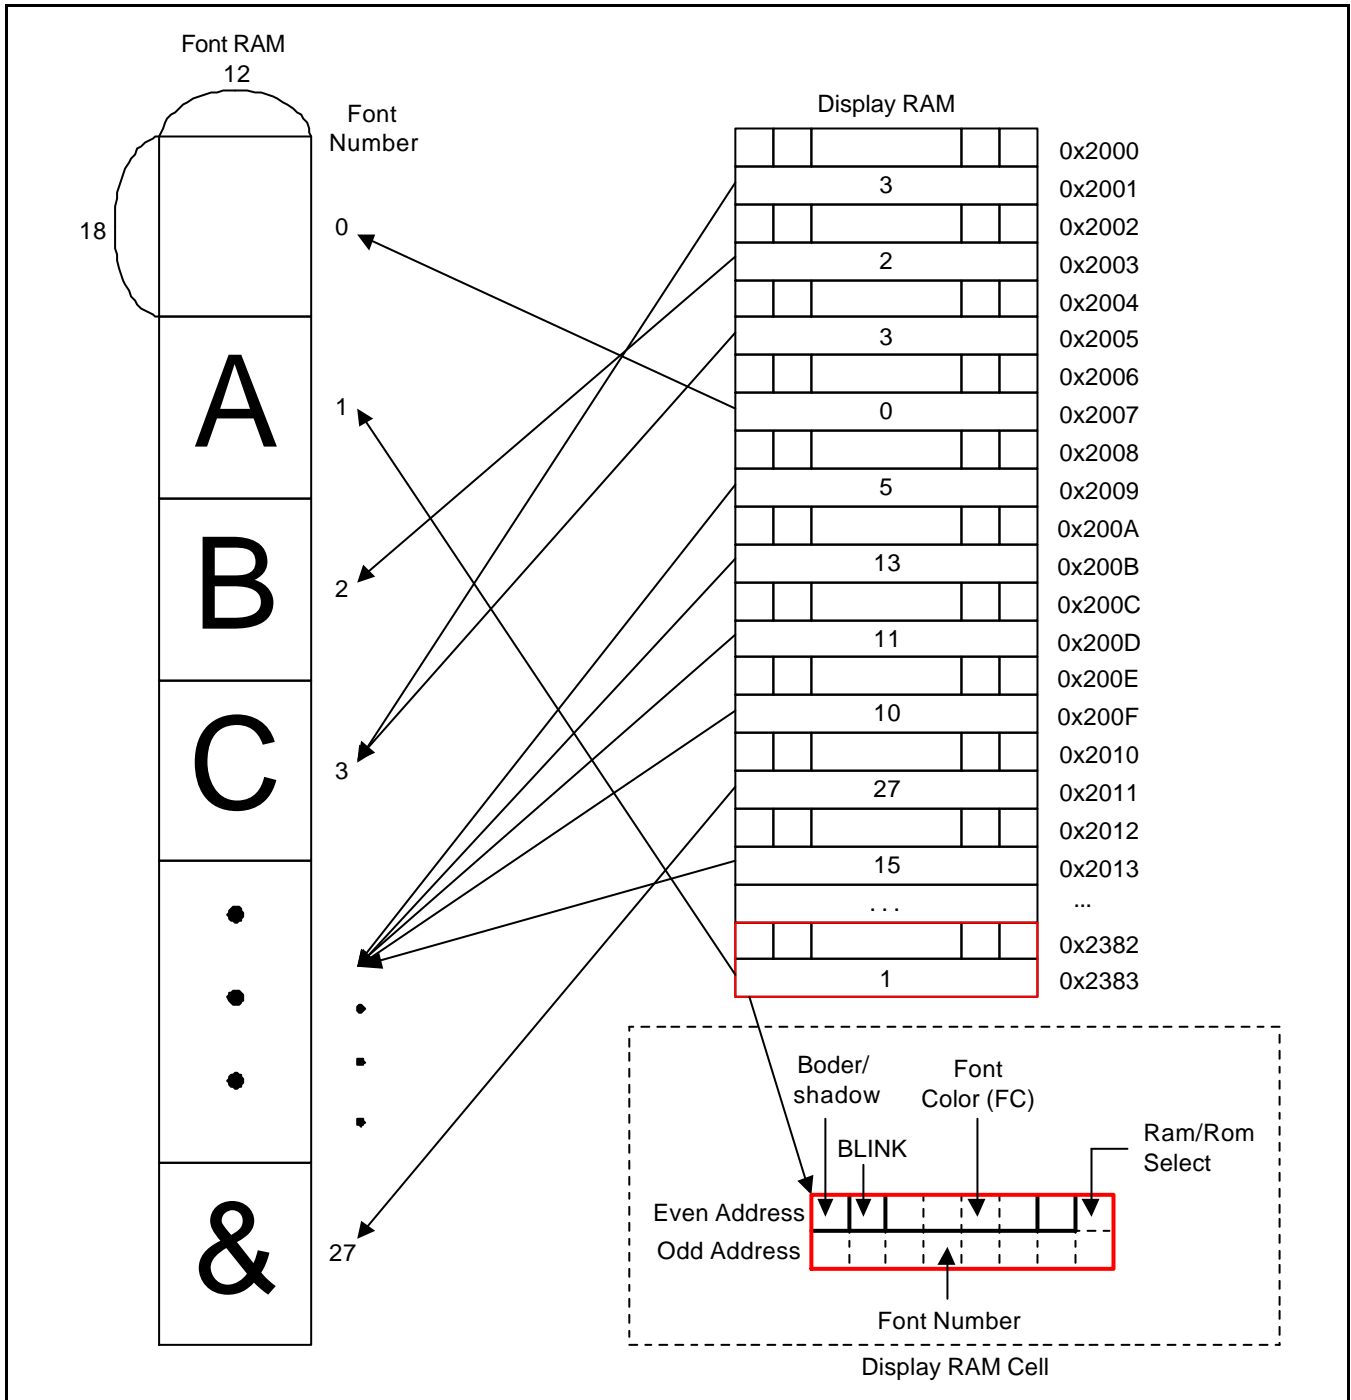 Font RAM
12
Font
Number
18
0
A
1
B
2
C
3
&
27
Display RAM
0x2000
3 0x2001
0x2002
2 0x2003
0x2004
3 0x2005
0x2006
0 0x2007
0x2008
5 0x2009
0x200A
13 0x200B
0x200C
11 0x200D
0x200E
10 0x200F
0x2010
27 0x2011
0x2012
15 0x2013
... ...
0x2382
1 0x2383
Boder/
shadow
BLINK
Font
Color (FC)
Ram/Rom
Select
Even Address
Odd Address
Font Number
Display RAM Cell